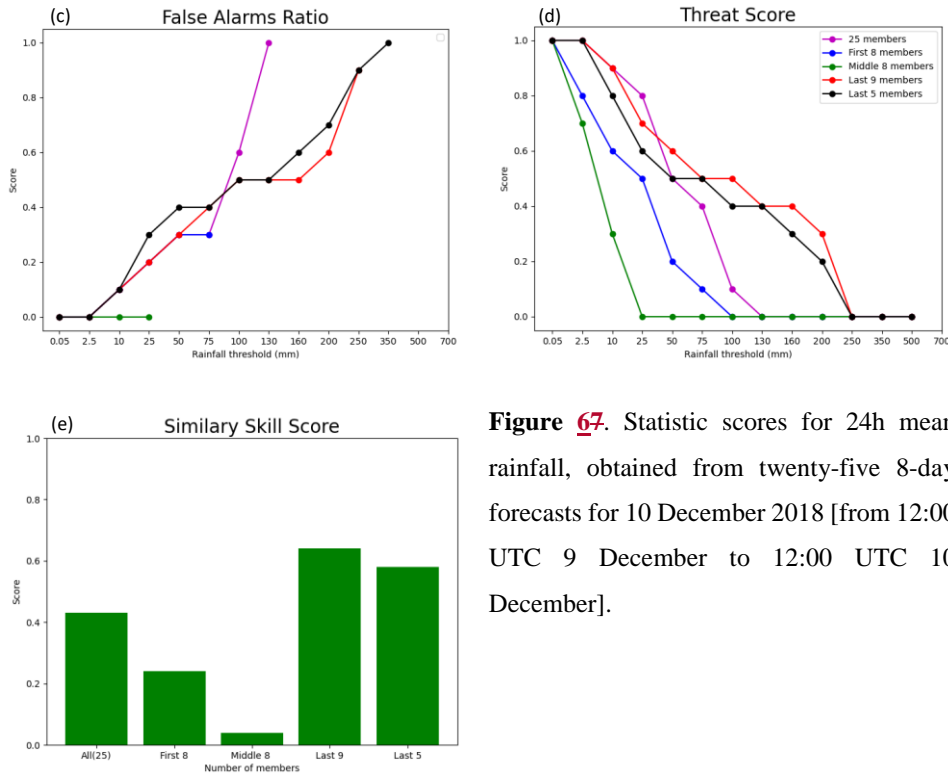 (c)
False Alarms Ratio
1.0
0.8
0.6
0.4
0.2
0.0
Score
0.05 2.5 10 25 50 75 100 130 160 200 250 350 500 700
Rainfall threshold (mm)
(d)
Threat Score
25 members
First 8 members
Middle 8 members
Last 9 members
Last 5 members
1.0
0.8
0.6
0.4
0.2
0.0
Score
0.05 2.5 10 25 50 75 100 130 160 200 250 350 500 700
Rainfall threshold (mm)
(e)
Similary Skill Score
1.0
0.8
0.6
0.4
0.2
0.0
Score
All(25) First 8 Middle 8 Last 9 Last 5
Number of members
Figure 67. Statistic scores for 24h mean
rainfall, obtained from twenty-five 8-day
forecasts for 10 December 2018 [from 12:00
UTC 9 December to 12:00 UTC 10
December].